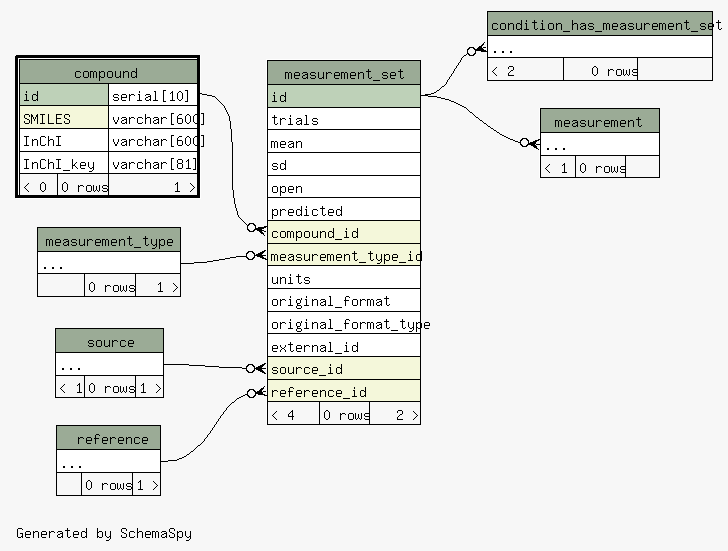 compound
id serial[10]
SMILES varchar[600]
InChI varchar[600]
InChI_key varchar[81]
< 0 0 rows 1 >
measurement_type
...
0 rows 1 >
source
...
< 1 0 rows 1 >
reference
...
0 rows 1 >
measurement_set
id
trials
mean
sd
open
predicted
compound_id
measurement_type_id
units
original_format
original_format_type
external_id
source_id
reference_id
< 4 0 rows 2 >
condition_has_measurement_set
...
< 2 0 rows
measurement
...
< 1 0 rows
Generated by SchemaSpy